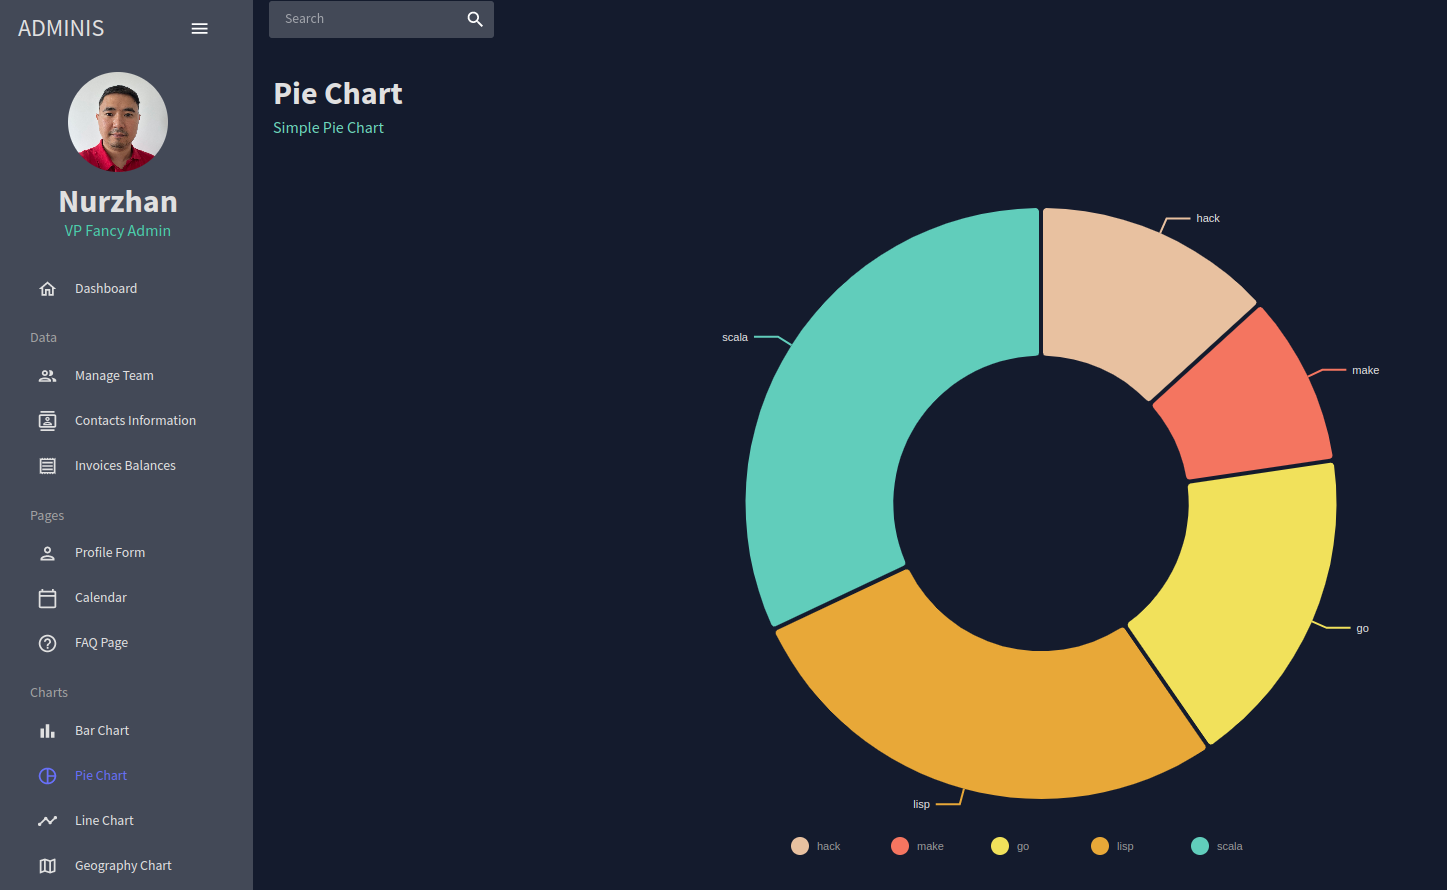 ADMINIS
Nurzhan
VP Fancy Admin
Dashboard
Data
Manage Team
Contacts Information
Invoices Balances
Pages
Profile Form
Calendar
FAQ Page
Charts
Bar Chart
Pie Chart
Line Chart
Geography Chart
Search
Pie Chart
Simple Pie Chart
hack
scala
make
go
lisp
hack make go lisp scala